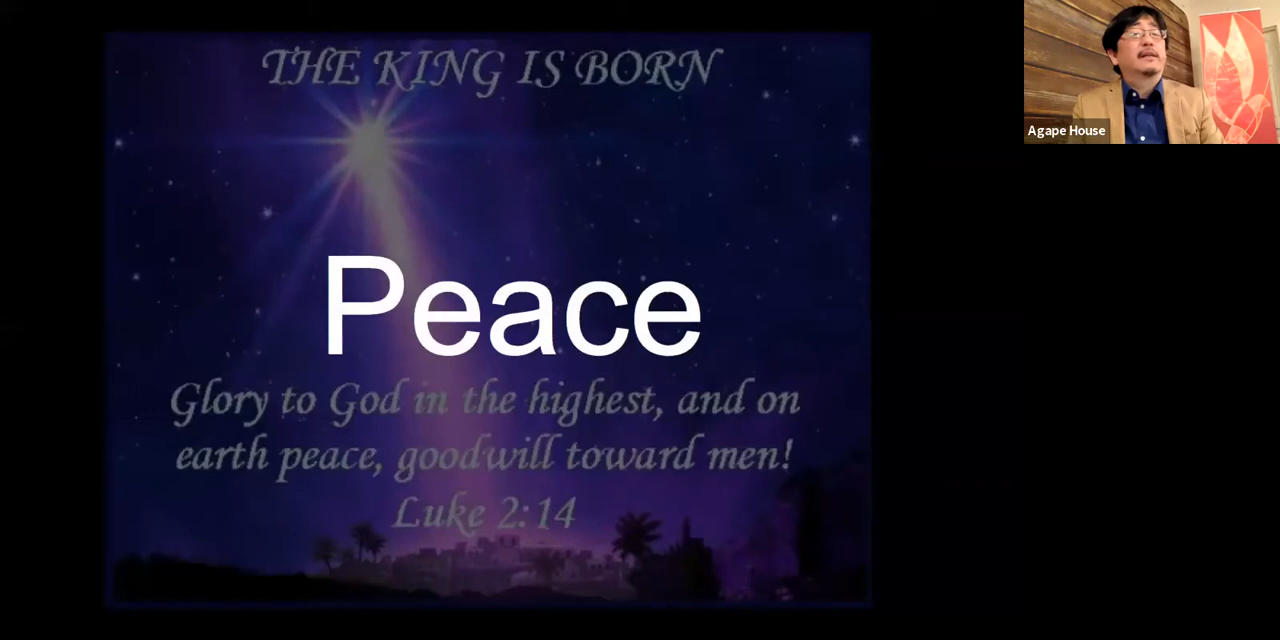 THE KING IS BORN
Peace
Glory to God in the highest, and on
earth peace, goodwill toward men!
Luke 2:14
Agape House